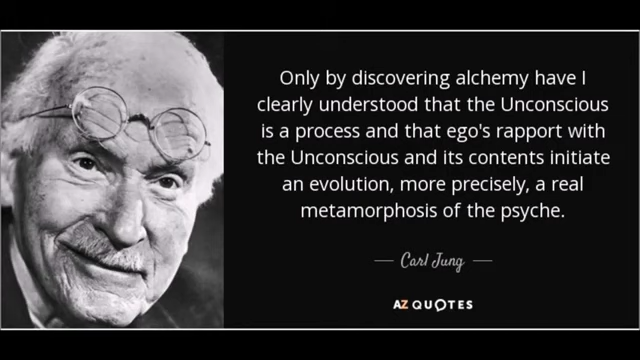 Only by discovering alchemy have I
clearly understood that the Unconscious
is a process and that ego's rapport with
the Unconscious and its contents initiate
an evolution, more precisely, a real
metamorphosis of the psyche.
— Carl Jung —
AZ QUOTES